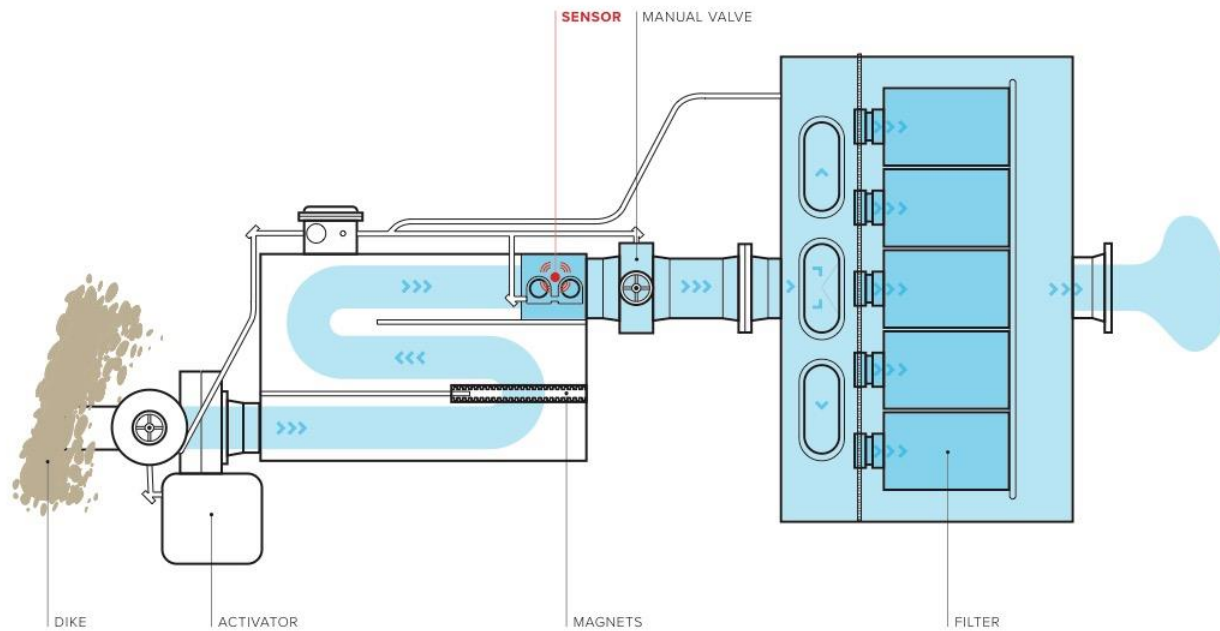 SENSOR
MANUAL VALVE
DIKE
ACTIVATOR
MAGNETS
FILTER